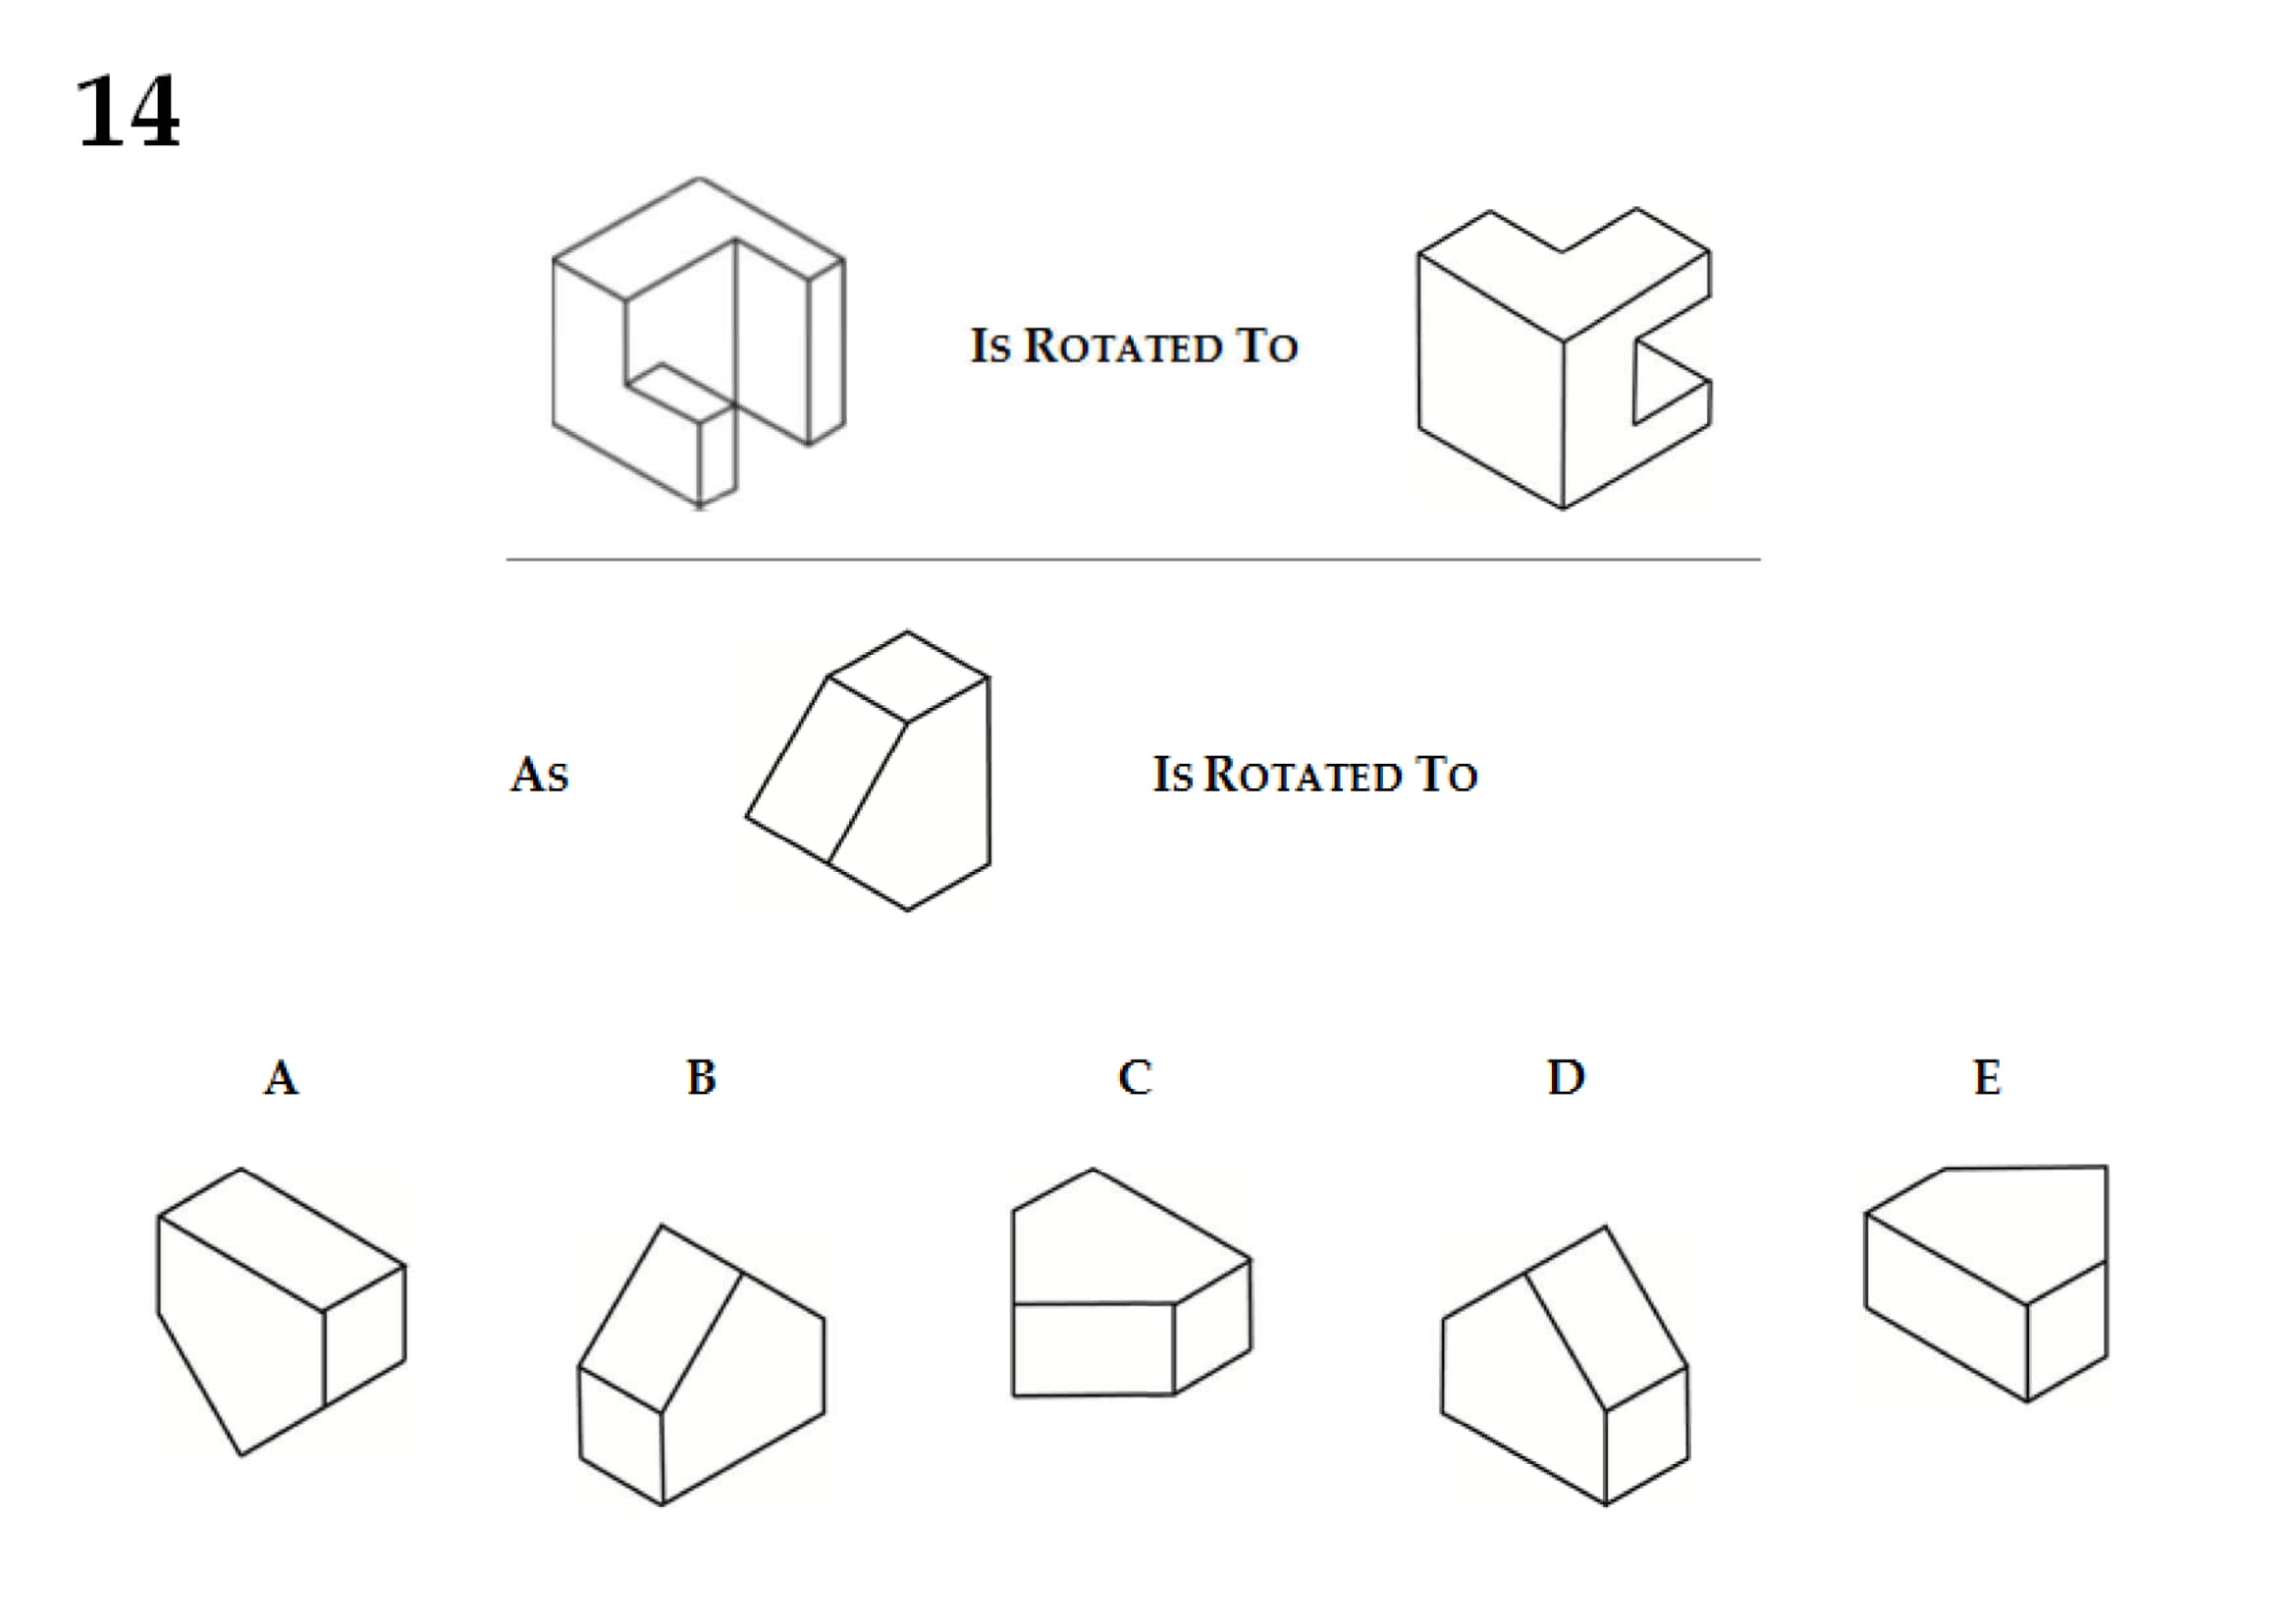 14
Is Rotated To
As
Is Rotated To
A B C D E